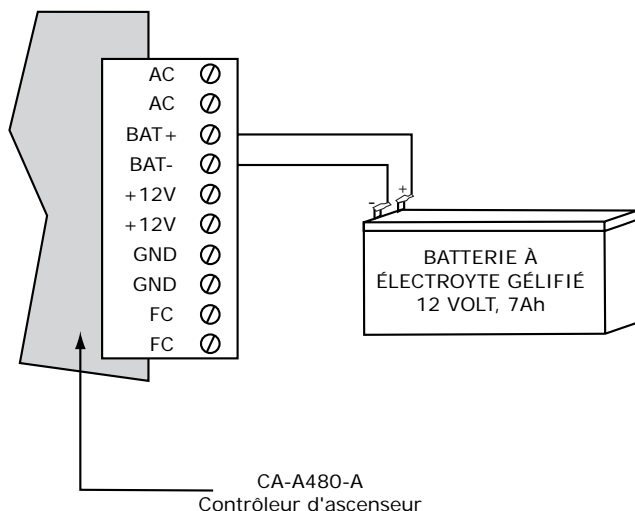 AC
AC
BAT+
BAT-
+12V
+12V
GND
GND
FC
FC
- +
BATTERIE À
ÉLECTROYTE GÉLIFIÉ
12 VOLT, 7Ah
CA-A480-A
Contrôleur d'ascenseur